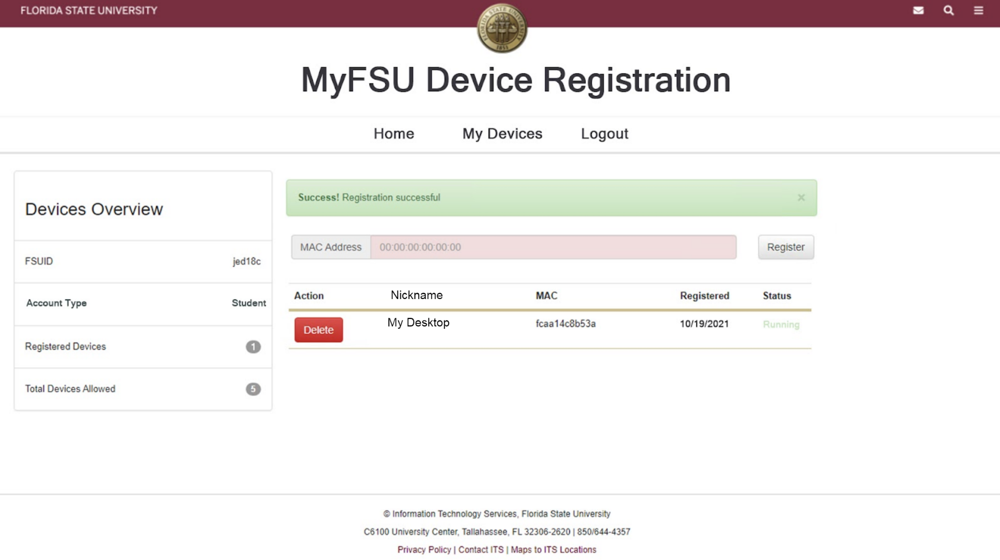 FLORIDA STATE UNIVERSITY
FLORIDA STATE UNIVERSITY
1851
MyFSU Device Registration
Home My Devices Logout
Devices Overview
FSUID jed18c
Account Type Student
Registered Devices 1
Total Devices Allowed 5
Success! Registration successful ×
MAC Address 00:00:00:00:00:00 Register
Action Nickname MAC Registered Status
Delete My Desktop fcaa14c8b53a 10/19/2021 Running
© Information Technology Services, Florida State University
C6100 University Center, Tallahassee, FL 32306-2620 | 850/644-4357
Privacy Policy | Contact ITS | Maps to ITS Locations